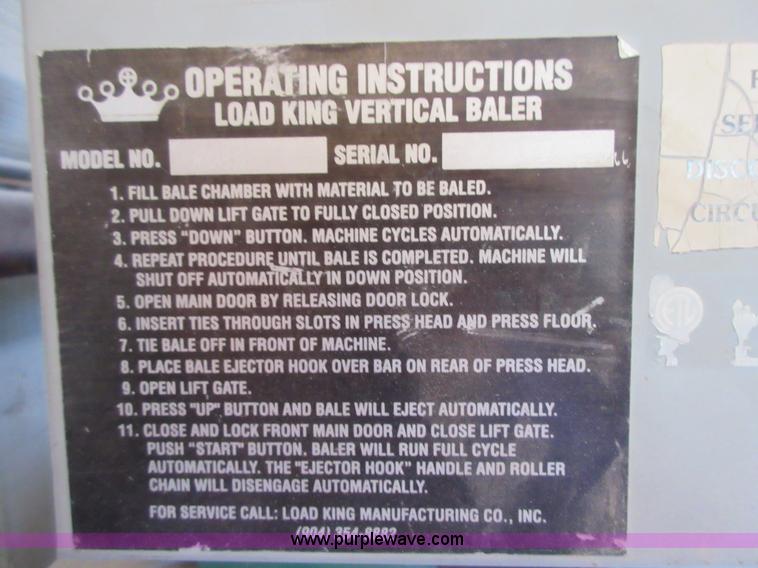 OPERATING INSTRUCTIONS
LOAD KING VERTICAL BALER
MODEL NO. SERIAL NO.
1. FILL BALE CHAMBER WITH MATERIAL TO BE BALED.
2. PULL DOWN LIFT GATE TO FULLY CLOSED POSITION.
3. PRESS "DOWN" BUTTON. MACHINE CYCLES AUTOMATICALLY.
4. REPEAT PROCEDURE UNTIL BALE IS COMPLETED. MACHINE WILL
SHUT OFF AUTOMATICALLY IN DOWN POSITION.
5. OPEN MAIN DOOR BY RELEASING DOOR LOCK.
6. INSERT TIES THROUGH SLOTS IN PRESS HEAD AND PRESS FLOOR.
7. TIE BALE OFF IN FRONT OF MACHINE.
8. PLACE BALE EJECTOR HOOK OVER BAR ON REAR OF PRESS HEAD.
9. OPEN LIFT GATE.
10. PRESS "UP" BUTTON AND BALE WILL EJECT AUTOMATICALLY.
11. CLOSE AND LOCK FRONT MAIN DOOR AND CLOSE LIFT GATE.
PUSH "START" BUTTON. BALER WILL RUN FULL CYCLE
AUTOMATICALLY. THE "EJECTOR HOOK" HANDLE AND ROLLER
CHAIN WILL DISENGAGE AUTOMATICALLY.
FOR SERVICE CALL: LOAD KING MANUFACTURING CO., INC.
www.purplewave.com
ETL